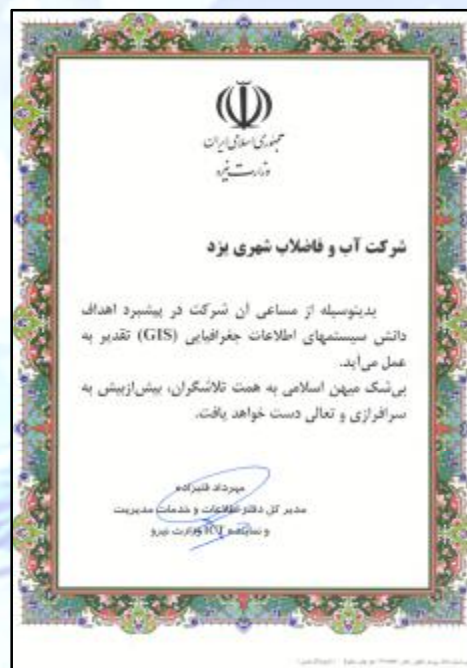 جمهوری اسلامی ایران
وزارت نیرو
شرکت آب و فاضلاب شهری یزد
بدینوسیله از مساعی آن شرکت در پیشبرد اهداف
دانش سیستمهای اطلاعات جغرافیایی (GIS) تقدیر به
عمل می‌آید.
بی‌شک میهن اسلامی به همت تلاشگران، بیش‌ازبیش به
سرافرازی و تعالی دست خواهد یافت.
مهرداد قنبرزاده
مدیر کل دفتر اطلاعات و خدمات مدیریت
و نماینده وزارت نیرو